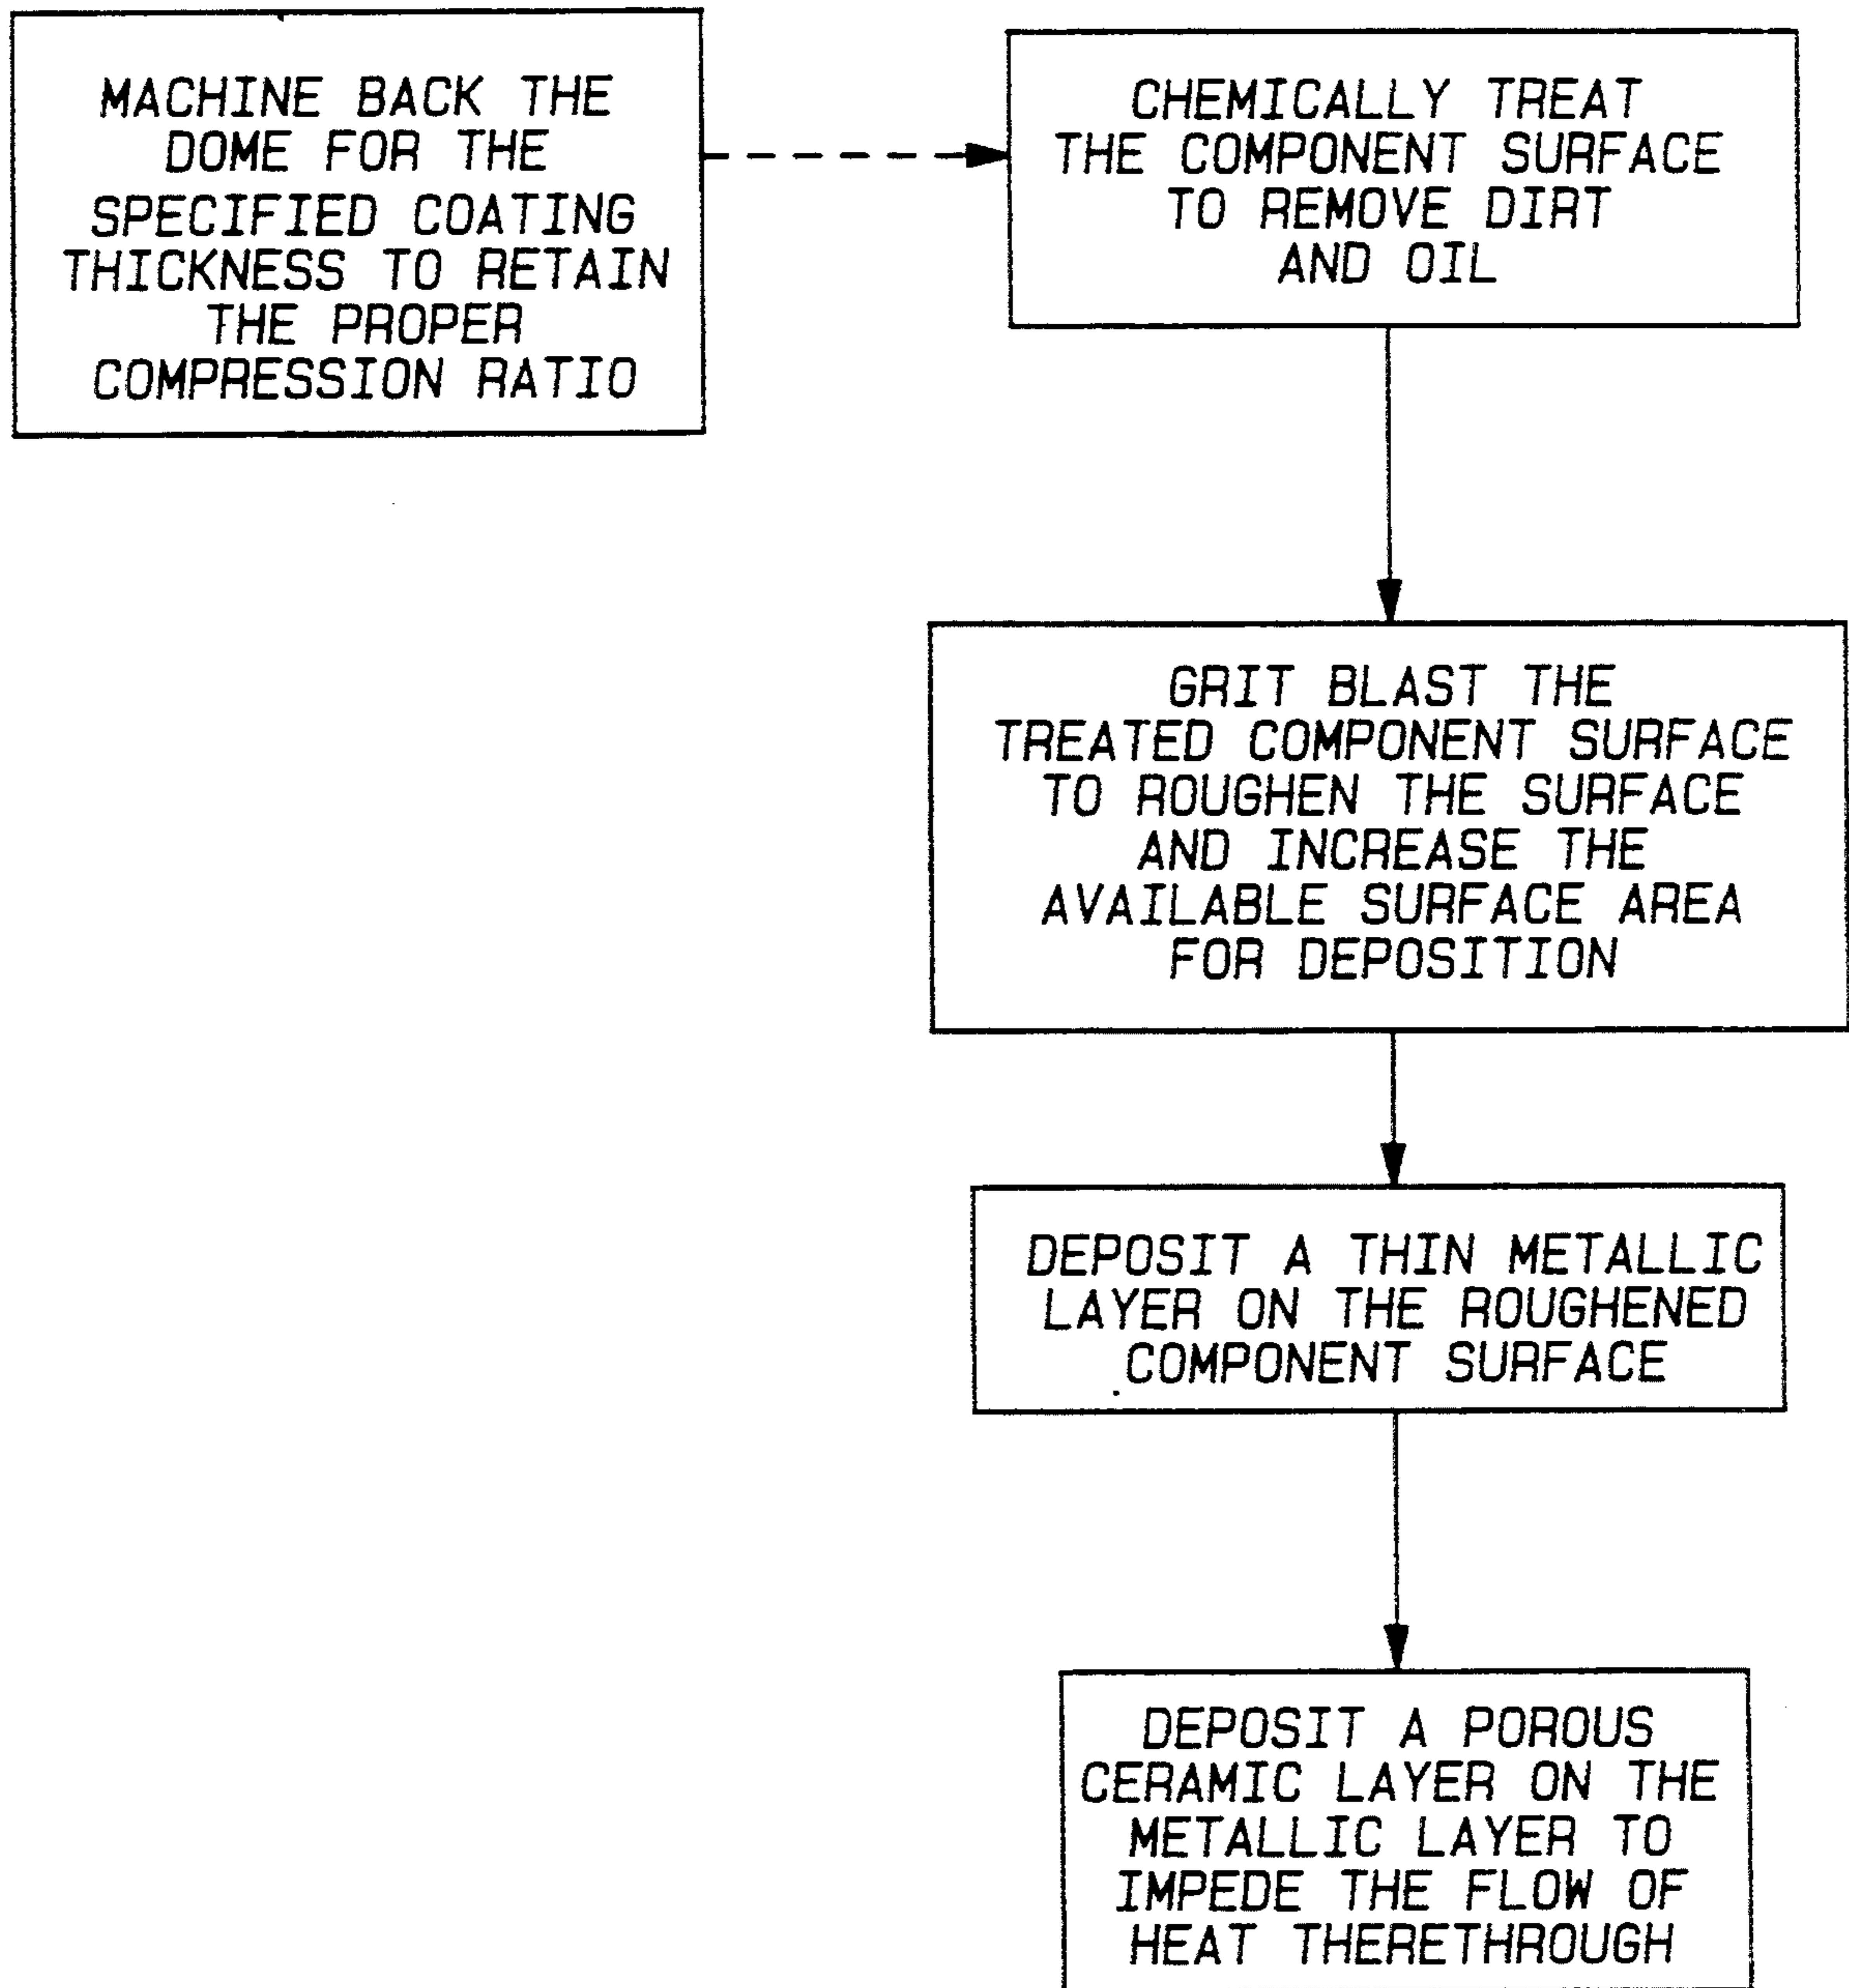 MACHINE BACK THE
DOME FOR THE
SPECIFIED COATING
THICKNESS TO RETAIN
THE PROPER
COMPRESSION RATIO
CHEMICALLY TREAT
THE COMPONENT SURFACE
TO REMOVE DIRT
AND OIL
GRIT BLAST THE
TREATED COMPONENT SURFACE
TO ROUGHEN THE SURFACE
AND INCREASE THE
AVAILABLE SURFACE AREA
FOR DEPOSITION
DEPOSIT A THIN METALLIC
LAYER ON THE ROUGHENED
COMPONENT SURFACE
DEPOSIT A POROUS
CERAMIC LAYER ON THE
METALLIC LAYER TO
IMPEDE THE FLOW OF
HEAT THERETHROUGH